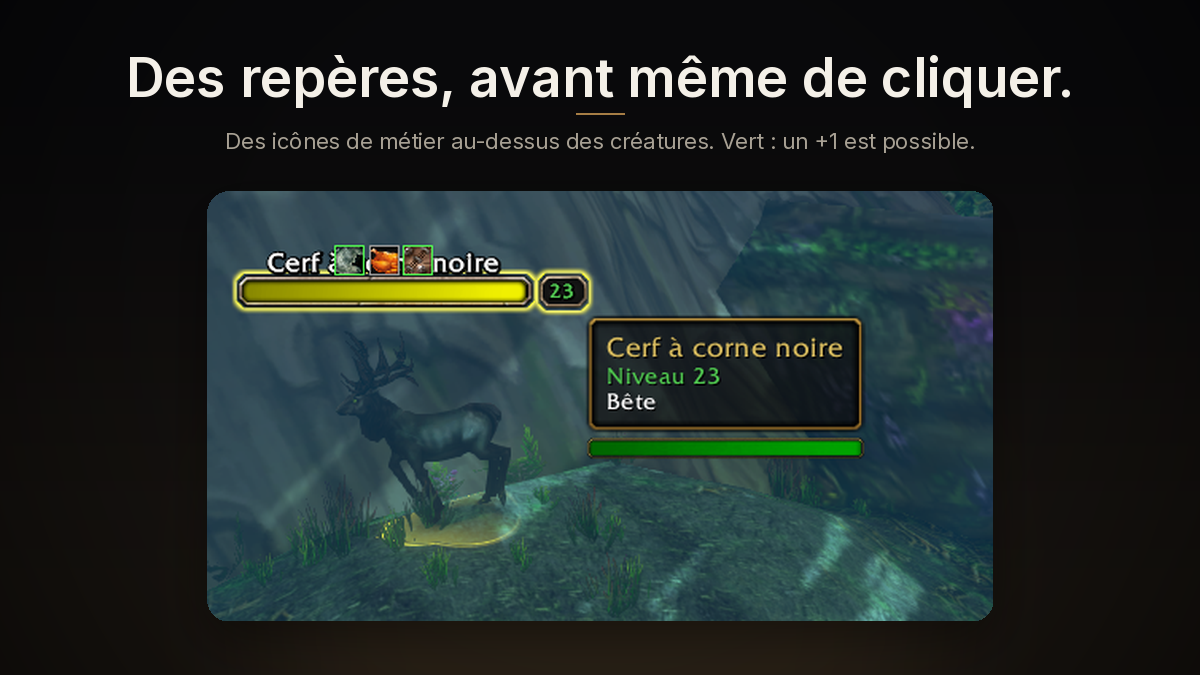 Des repères, avant même de cliquer.
Des icônes de métier au-dessus des créatures. Vert : un +1 est possible.
Cerf à noire
23
Cerf à corne noire
Niveau 23
Bête